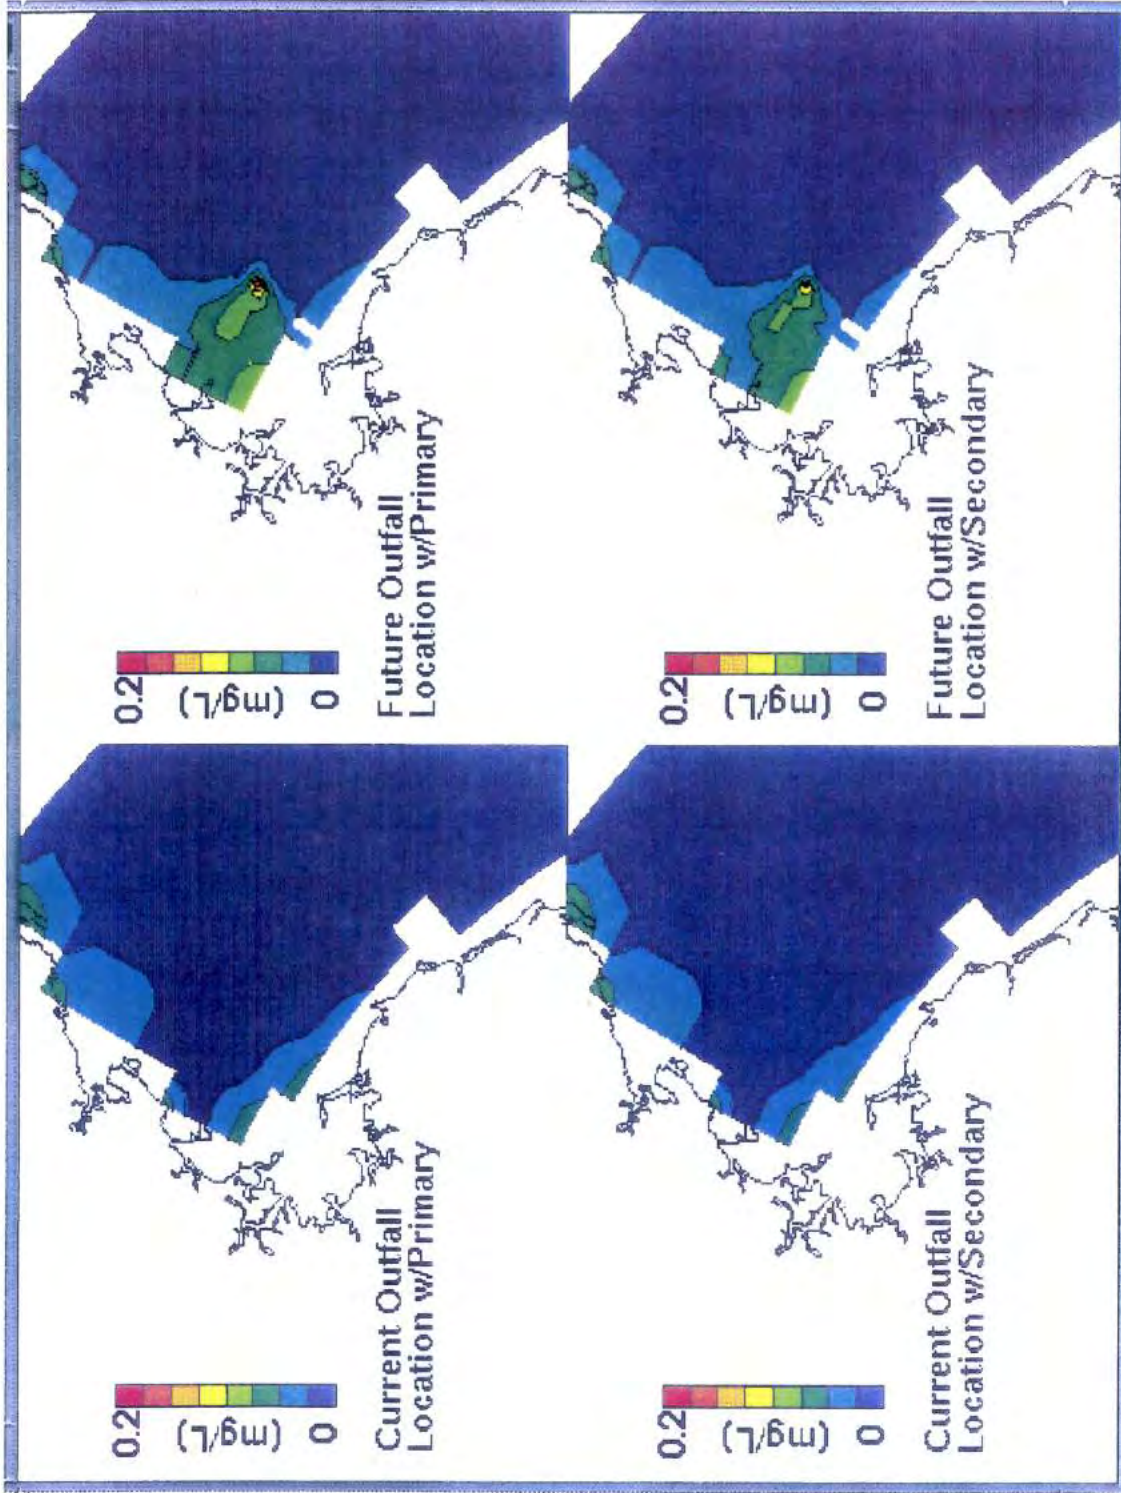 0.2
(mg/L)
0
Current Outfall
Location w/Primary
0.2
(mg/L)
0
Future Outfall
Location w/Primary
0.2
(mg/L)
0
Current Outfall
Location w/Secondary
0.2
(mg/L)
0
Future Outfall
Location w/Secondary